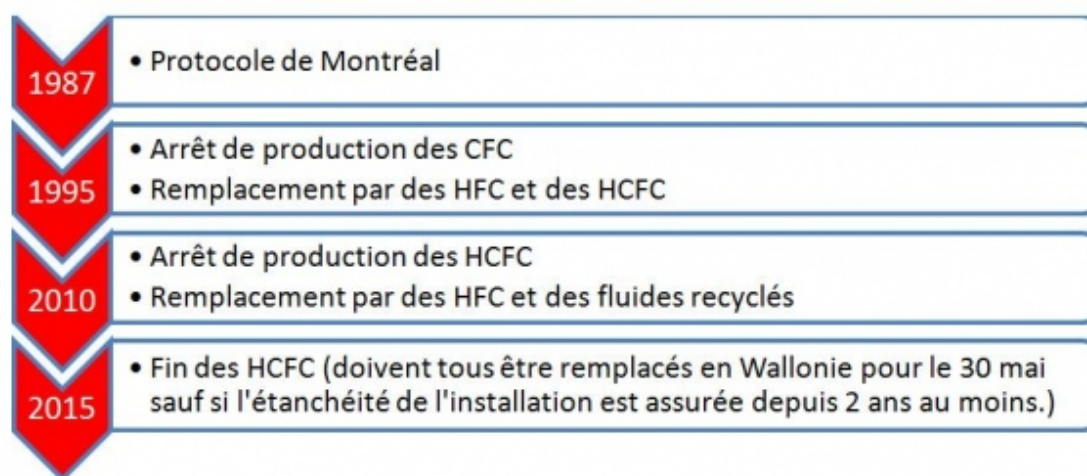 1987
• Protocole de Montréal
1995
• Arrêt de production des CFC
• Remplacement par des HFC et des HCFC
2010
• Arrêt de production des HCFC
• Remplacement par des HFC et des fluides recyclés
2015
• Fin des HCFC (doivent tous être remplacés en Wallonie pour le 30 mai
sauf si l'étanchéité de l'installation est assurée depuis 2 ans au moins.)